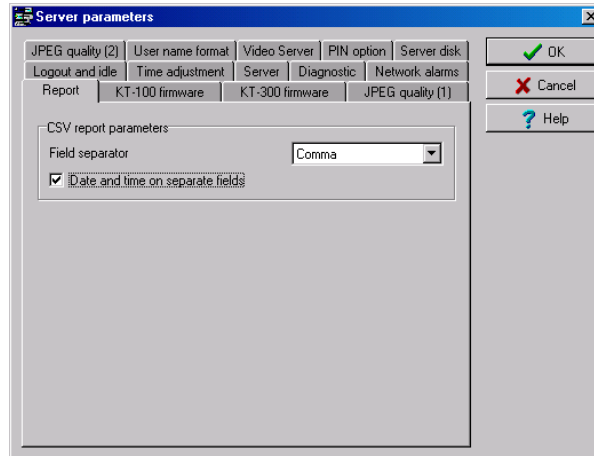 Server parameters
JPEG quality (2) User name format Video Server PIN option Server disk
Logout and idle Time adjustment Server Diagnostic Network alarms
Report KT-100 firmware KT-300 firmware JPEG quality (1)
CSV report parameters
Field separator Comma
Date and time on separate fields
OK
Cancel
Help